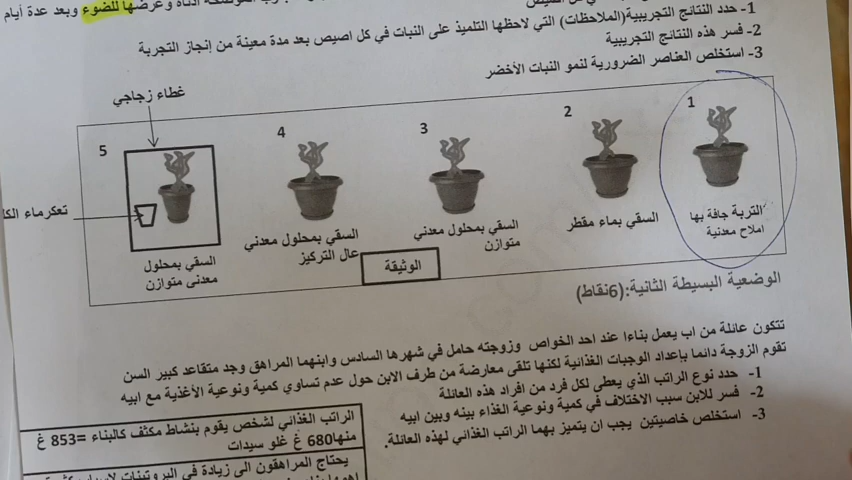 وعرضها للضوء وبعد عدة أيام
1- حدد النتائج التجريبية(الملاحظات) التي لاحظها التلميذ على النبات في كل اصيص بعد مدة معينة من إنجاز التجربة
2- فسر هذه النتائج التجريبية
3- استخلص العناصر الضرورية لنمو النبات الأخضر
غطاء زجاجي
1
2
3
4
5
تعكرماء الكا
التربة جافة بها
املاح معدنية
السقي بماء مقطر
السقي بمحلول معدني
متوازن
السقي بمحلول معدني
عال التركيز
السقي بمحلول
معدنى متوازن
الوثيقة
الوضعية البسيطة الثانية:(6نقاط)
تتكون عائلة من اب يعمل بناءا عند احد الخواص وزوجته حامل في شهرها السادس وابنهما المراهق وجد متقاعد كبير السن
تقوم الزوجة دائما بإعداد الوجبات الغذائية لكنها تلقى معارضة من طرف الابن حول عدم تساوي كمية ونوعية الأغذية مع ابيه
1- حدد نوع الراتب الذي يعطى لكل فرد من افراد هذه العائلة
2- فسر للابن سبب الاختلاف في كمية ونوعية الغذاء بينه وبين ابيه
3- استخلص خاصيتين يجب ان يتميز بهما الراتب الغذائي لهذه العائلة.
الراتب الغذائي لشخص يقوم بنشاط مكثف كالبناء =853 غ
منها680 غ غلو سيدات
يحتاج المراهقون الى زيادة في البروتينات